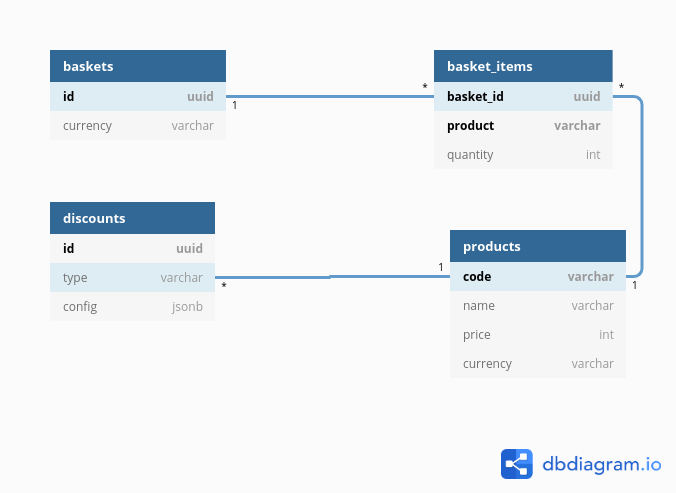 baskets
id uuid
currency varchar
1
*
basket_items
basket_id uuid
product varchar
quantity int
*
discounts
id uuid
type varchar
config jsonb
*
1
products
code varchar
name varchar
price int
currency varchar
1
dbdiagram.io